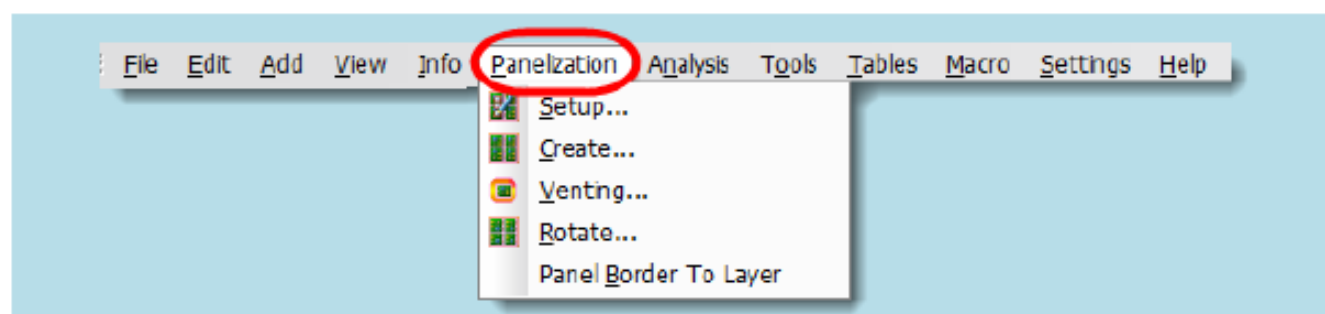 File Edit Add View Info Panelization Analysis Tools Tables Macro Settings Help
Setup...
Create...
Venting...
Rotate...
Panel Border To Layer